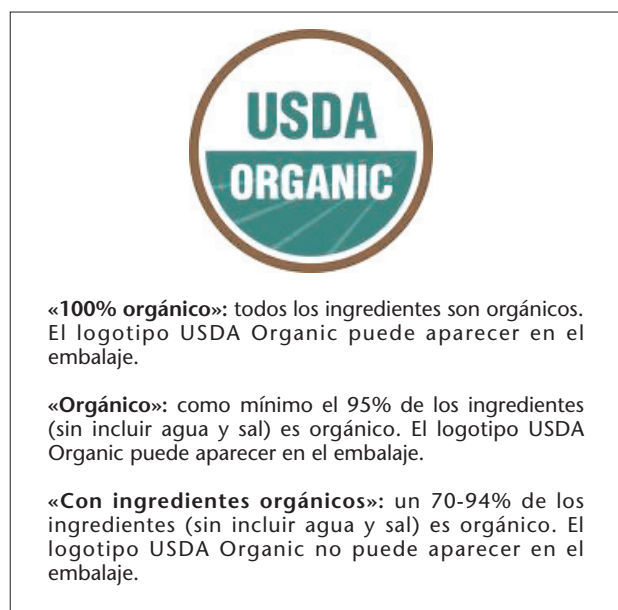 USDA
ORGANIC
«100% orgánico»: todos los ingredientes son orgánicos.
El logotipo USDA Organic puede aparecer en el
embalaje.
«Orgánico»: como mínimo el 95% de los ingredientes
(sin incluir agua y sal) es orgánico. El logotipo USDA
Organic puede aparecer en el embalaje.
«Con ingredientes orgánicos»: un 70-94% de los
ingredientes (sin incluir agua y sal) es orgánico. El
logotipo USDA Organic no puede aparecer en el
embalaje.